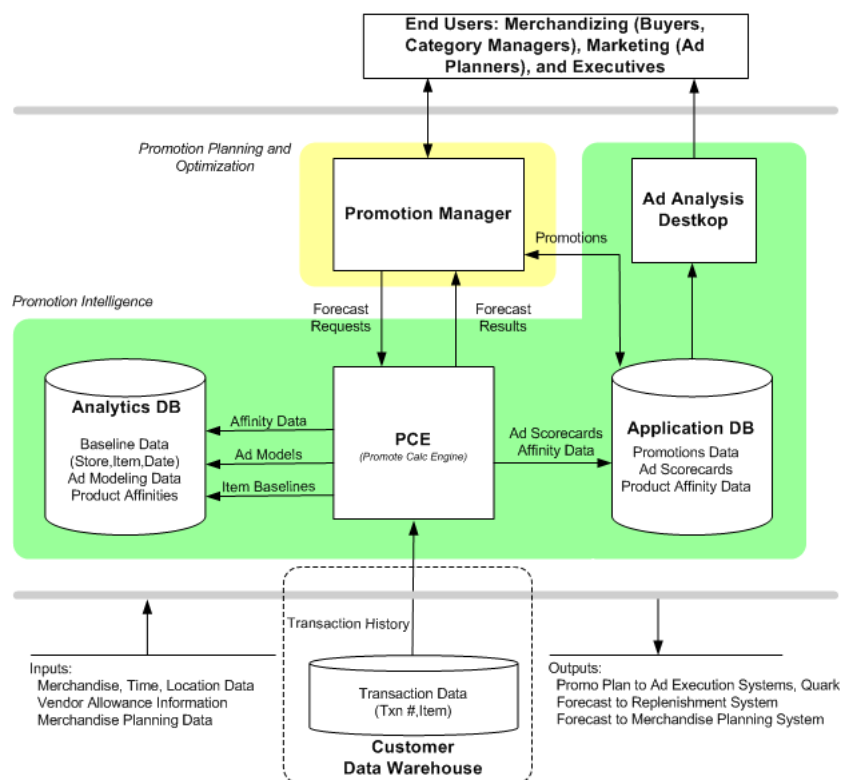 End Users: Merchandizing (Buyers,
Category Managers), Marketing (Ad
Planners), and Executives
Promotion Planning and
Optimization
Promotion Manager
Ad Analysis
Destkop
Promotions
Promotion Intelligence
Forecast
Requests
Forecast
Results
Analytics DB
Baseline Data
(Store,Item,Date)
Ad Modeling Data
Product Affinities
Affinity Data
Ad Models
Item Baselines
PCE
(Promote Calc Engine)
Ad Scorecards
Affinity Data
Application DB
Promotions Data
Ad Scorecards
Product Affinity Data
Transaction History
Inputs:
Merchandise, Time, Location Data
Vendor Allowance Information
Merchandise Planning Data
Transaction Data
(Txn #,Item)
Customer
Data Warehouse
Outputs:
Promo Plan to Ad Execution Systems, Quark
Forecast to Replenishment System
Forecast to Merchandise Planning System